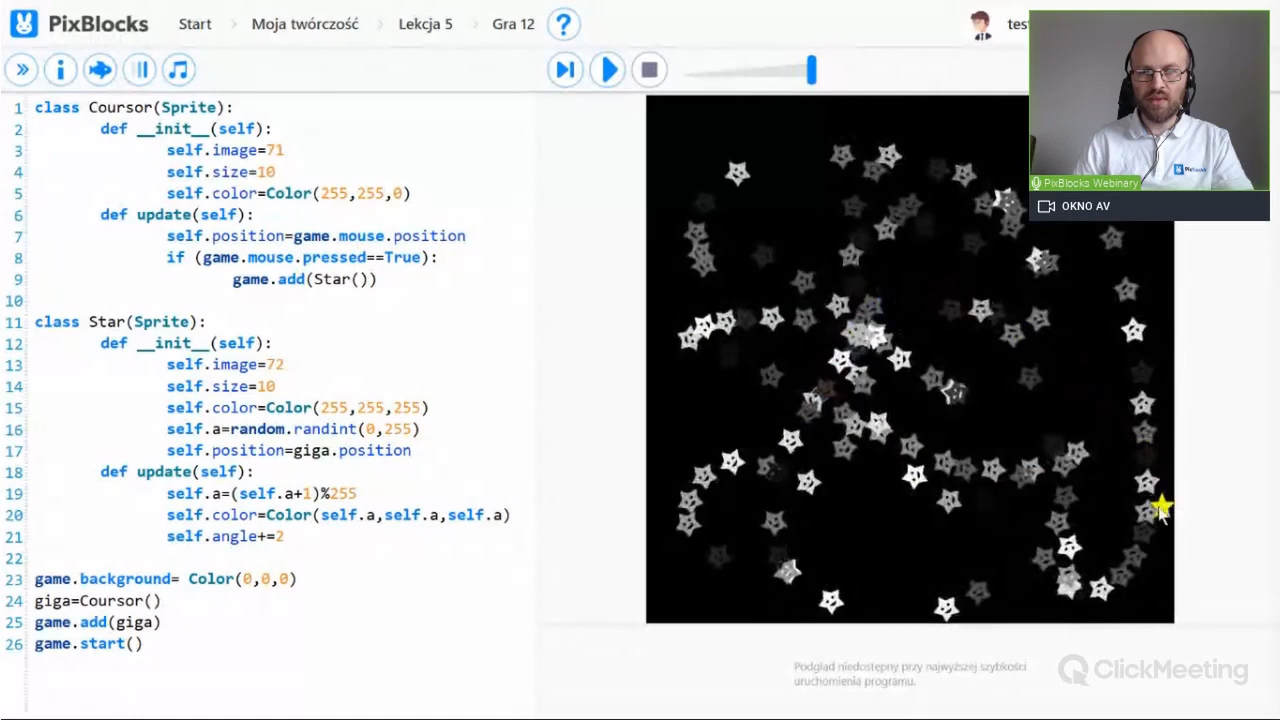 PixBlocks Start Moja twórczość Lekcja 5 Gra 12 ? tes
1 class Coursor(Sprite):
2 def __init__(self):
3 self.image=71
4 self.size=10
5 self.color=Color(255,255,0)
6 def update(self):
7 self.position=game.mouse.position
8 if (game.mouse.pressed==True):
9 game.add(Star())
10
11 class Star(Sprite):
12 def __init__(self):
13 self.image=72
14 self.size=10
15 self.color=Color(255,255,255)
16 self.a=random.randint(0,255)
17 self.position=giga.position
18 def update(self):
19 self.a=(self.a+1)%255
20 self.color=Color(self.a,self.a,self.a)
21 self.angle+=2
22
23 game.background= Color(0,0,0)
24 giga=Coursor()
25 game.add(giga)
26 game.start()
PixBlocks
PixBlocks Webinary
OKNO AV
Podgląd niedostępny przy najwyższej szybkości
uruchomienia programu.
ClickMeeting